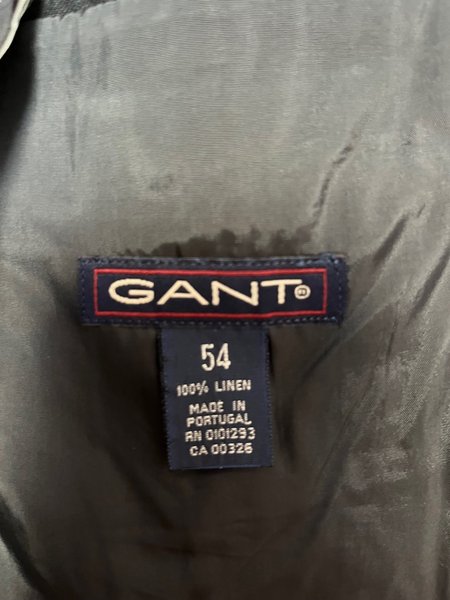 GANT®
54
100% LINEN
MADE IN
PORTUGAL
RN 0101293
CA 00326